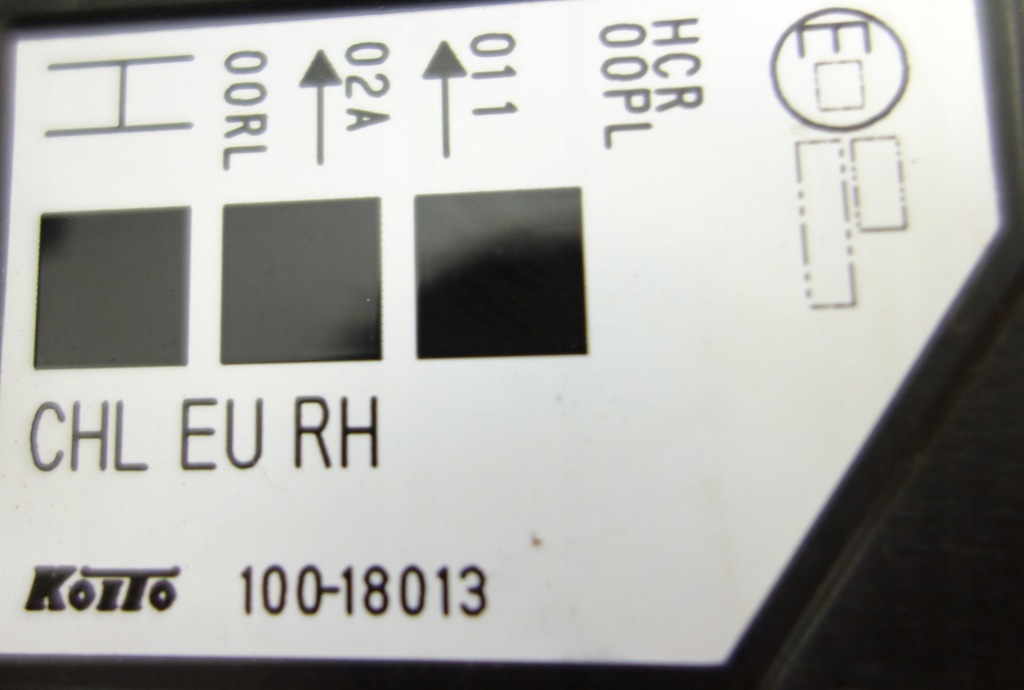 E
HCR
00PL
011
02A
00RL
H
CHL EU RH
KOITO 100-18013